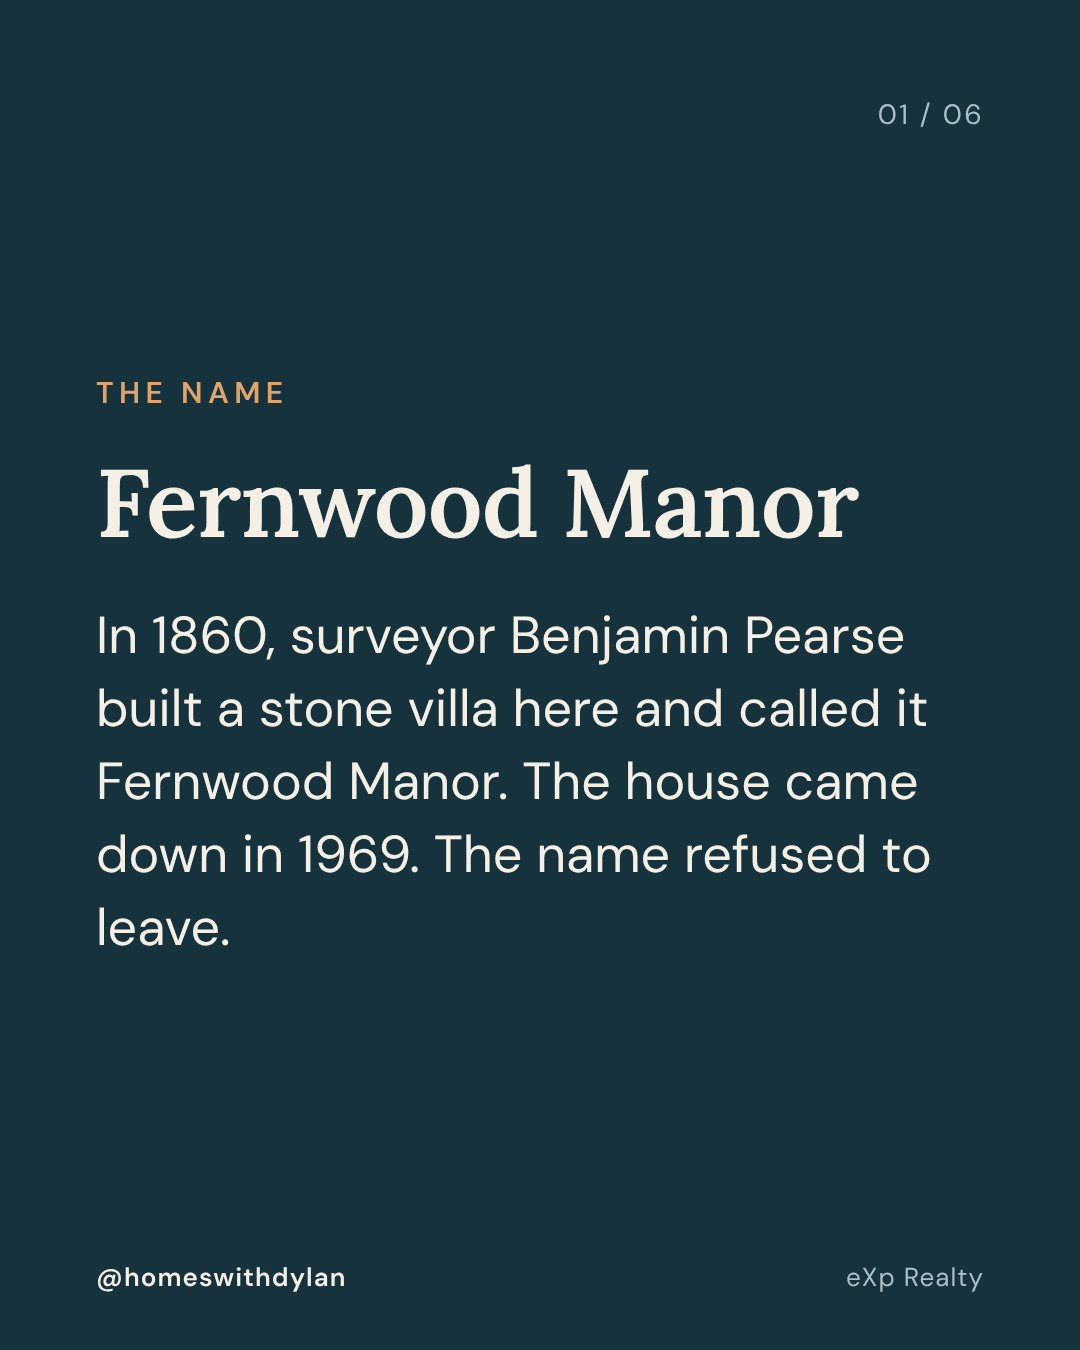 01 / 06
THE NAME
Fernwood Manor
In 1860, surveyor Benjamin Pearse
built a stone villa here and called it
Fernwood Manor. The house came
down in 1969. The name refused to
leave.
@homeswithdylan
eXp Realty